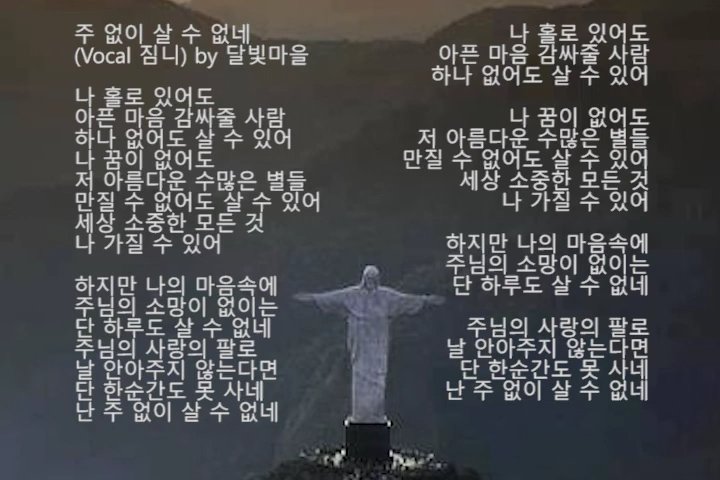 주 없이 살 수 없네
(Vocal 짐니) by 달빛마을
나 홀로 있어도
아픈 마음 감싸줄 사람
하나 없어도 살 수 있어
나 꿈이 없어도
저 아름다운 수많은 별들
만질 수 없어도 살 수 있어
세상 소중한 모든 것
나 가질 수 있어
하지만 나의 마음속에
주님의 소망이 없이는
단 하루도 살 수 없네
주님의 사랑의 팔로
날 안아주지 않는다면
단 한순간도 못 사네
난 주 없이 살 수 없네
나 홀로 있어도
아픈 마음 감싸줄 사람
하나 없어도 살 수 있어
나 꿈이 없어도
저 아름다운 수많은 별들
만질 수 없어도 살 수 있어
세상 소중한 모든 것
나 가질 수 있어
하지만 나의 마음속에
주님의 소망이 없이는
단 하루도 살 수 없네
주님의 사랑의 팔로
날 안아주지 않는다면
단 한순간도 못 사네
난 주 없이 살 수 없네